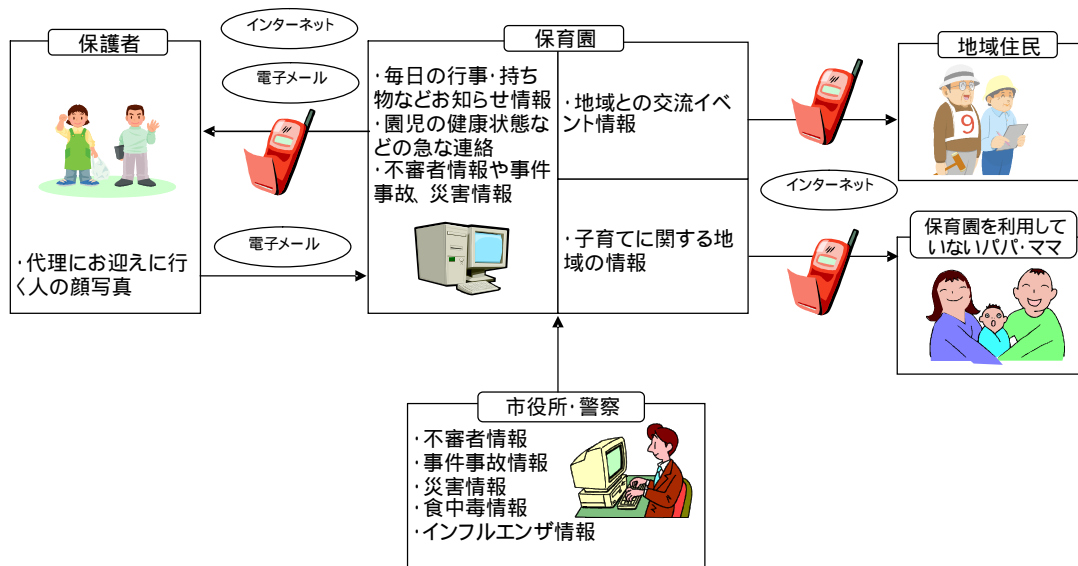 インターネット
保護者
保育園
地域住民
電子メール
・毎日の行事・持ち
物などお知らせ情報
・園児の健康状態な
どの急な連絡
・不審者情報や事件
事故、災害情報
・地域との交流イベ
ント情報
9
インターネット
電子メール
・代理にお迎えに行
く人の顔写真
・子育てに関する地
域の情報
保育園を利用して
いないパパ・ママ
市役所・警察
・不審者情報
・事件事故情報
・災害情報
・食中毒情報
・インフルエンザ情報